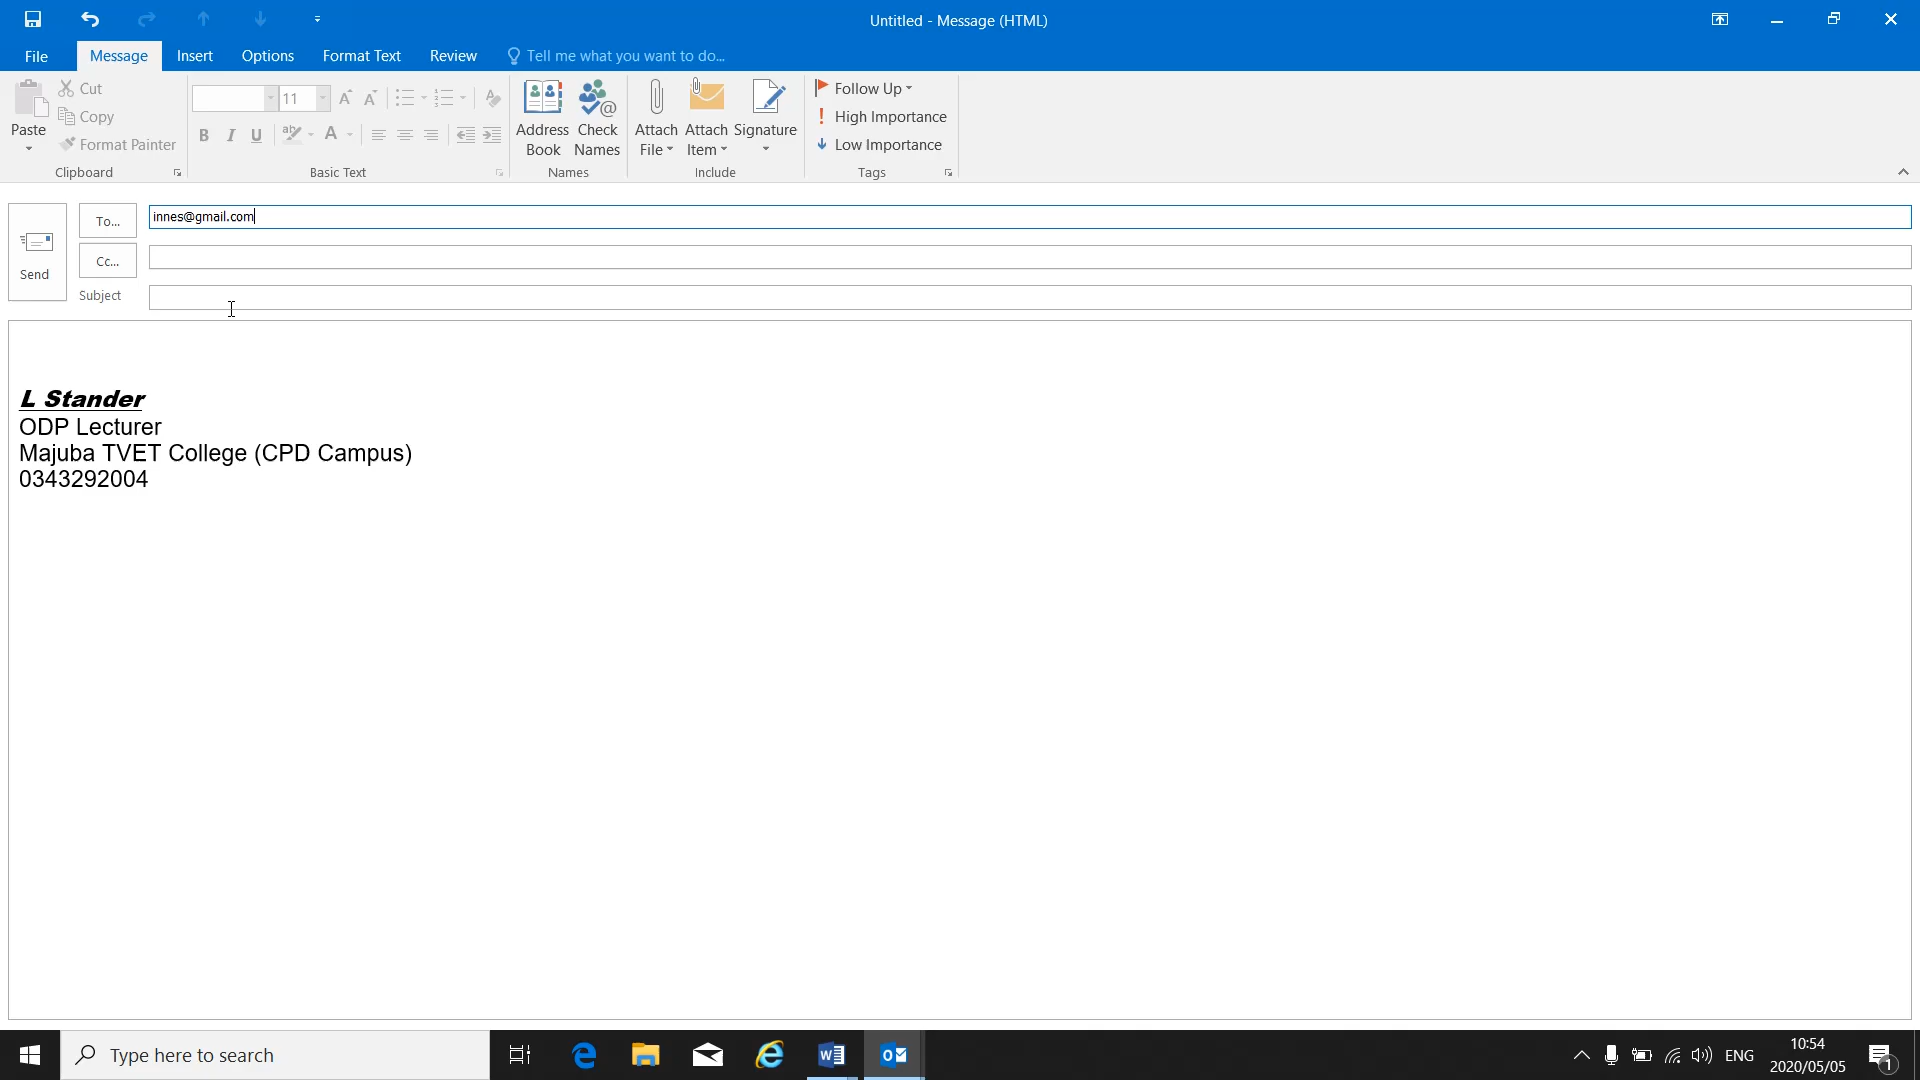 Untitled - Message (HTML)
File Message Insert Options Format Text Review Tell me what you want to do...
Paste
Cut
Copy
Format Painter
Clipboard
11
B I U
Basic Text
Address Book
Check Names
Names
Attach File
Attach Item
Signature
Include
Follow Up
High Importance
Low Importance
Tags
Send
To... innes@gmail.com
Cc...
Subject
L Stander
ODP Lecturer
Majuba TVET College (CPD Campus)
0343292004
Type here to search
ENG
10:54
2020/05/05
1